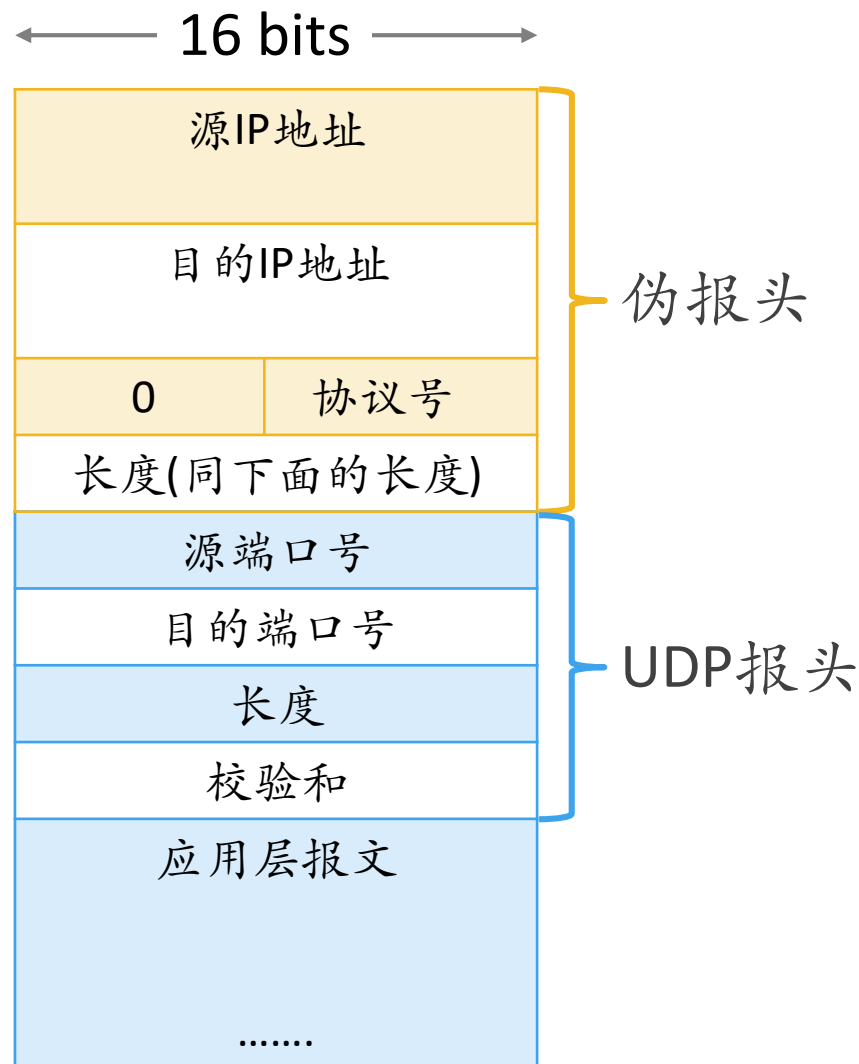 16 bits
源IP地址
目的IP地址
伪报头
0 协议号
长度(同下面的长度)
源端口号
目的端口号
UDP报头
长度
校验和
应用层报文
.......